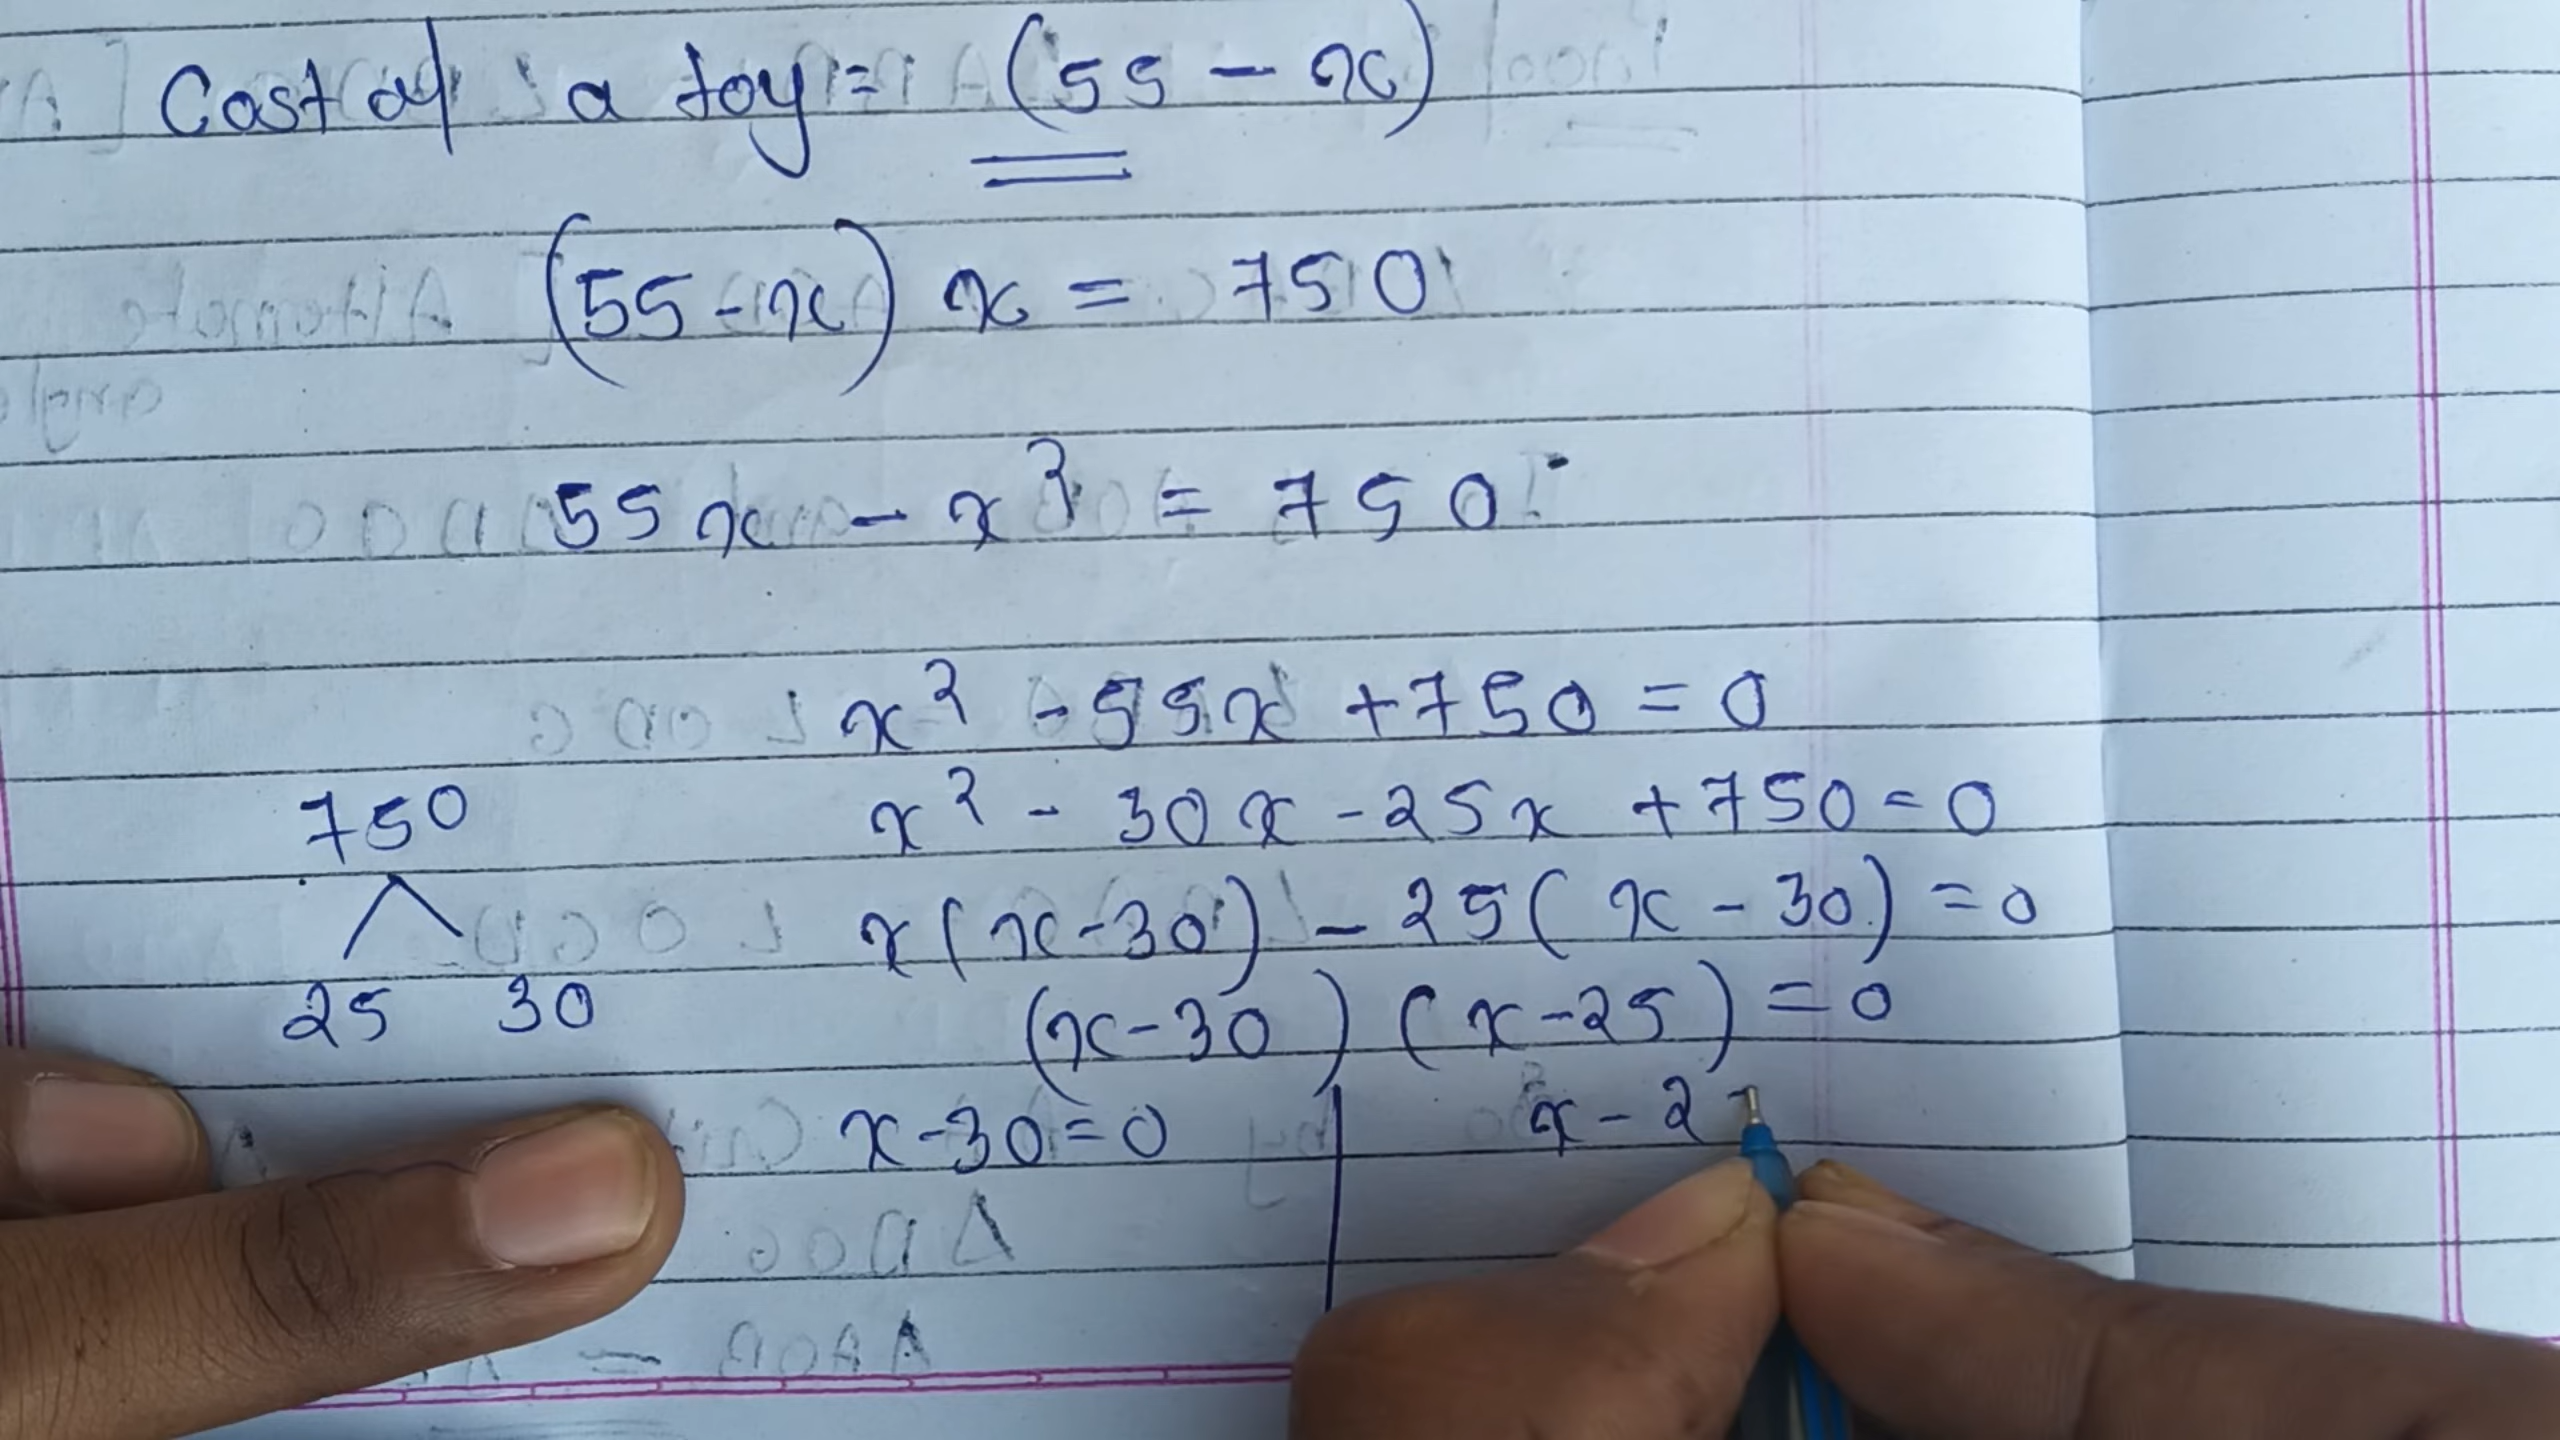 Cost of a toy = (55 - x)
(55 - x) x = 750
55x - x² = 750
x² - 55x + 750 = 0
750
x² - 30x - 25x + 750 = 0
x(x-30) - 25(x - 30) = 0
25 30
(x-30) (x-25) = 0
x-30=0
x - 2